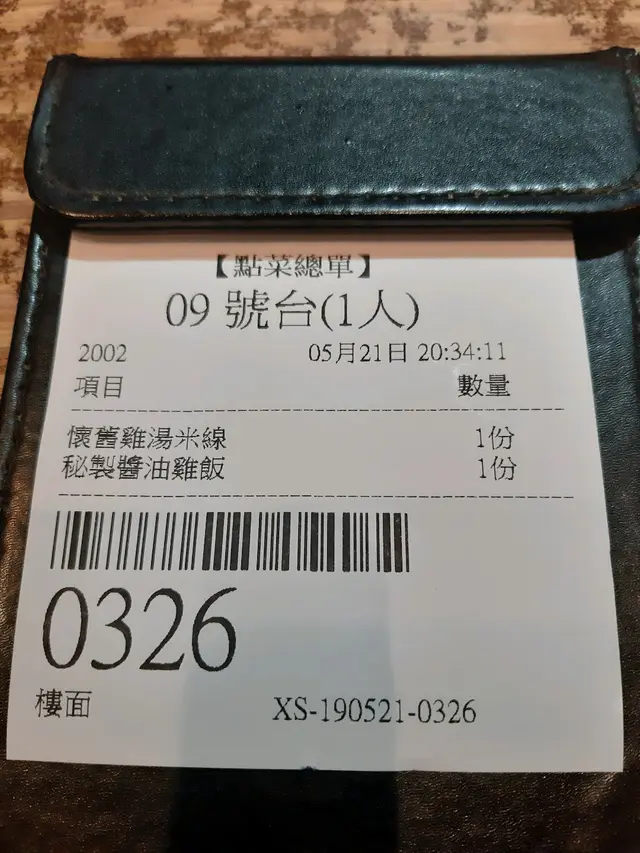 【點菜總單】
09 號台(1人)
2002 05月21日 20:34:11
項目 數量
懷舊雞湯米線 1份
秘製醬油雞飯 1份
0326
樓面 XS-190521-0326